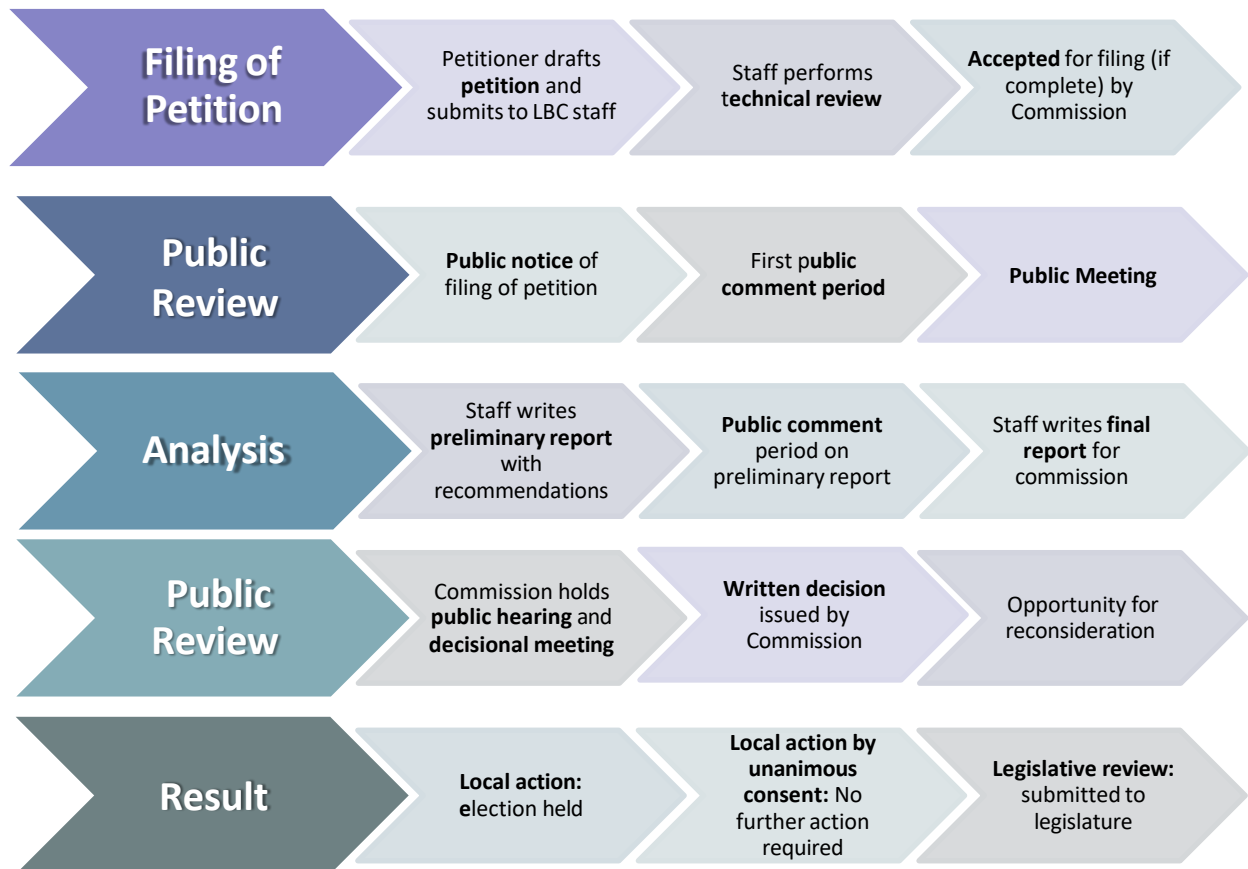 Filing of
Petition
Petitioner drafts
petition and
submits to LBC staff
Staff performs
technical review
Accepted for filing (if
complete) by
Commission
Public
Review
Public notice of
filing of petition
First public
comment period
Public Meeting
Analysis
Staff writes
preliminary report
with
recommendations
Public comment
period on
preliminary report
Staff writes final
report for
commission
Public
Review
Commission holds
public hearing and
decisional meeting
Written decision
issued by
Commission
Opportunity for
reconsideration
Result
Local action:
election held
Local action by
unanimous
consent: No
further action
required
Legislative review:
submitted to
legislature